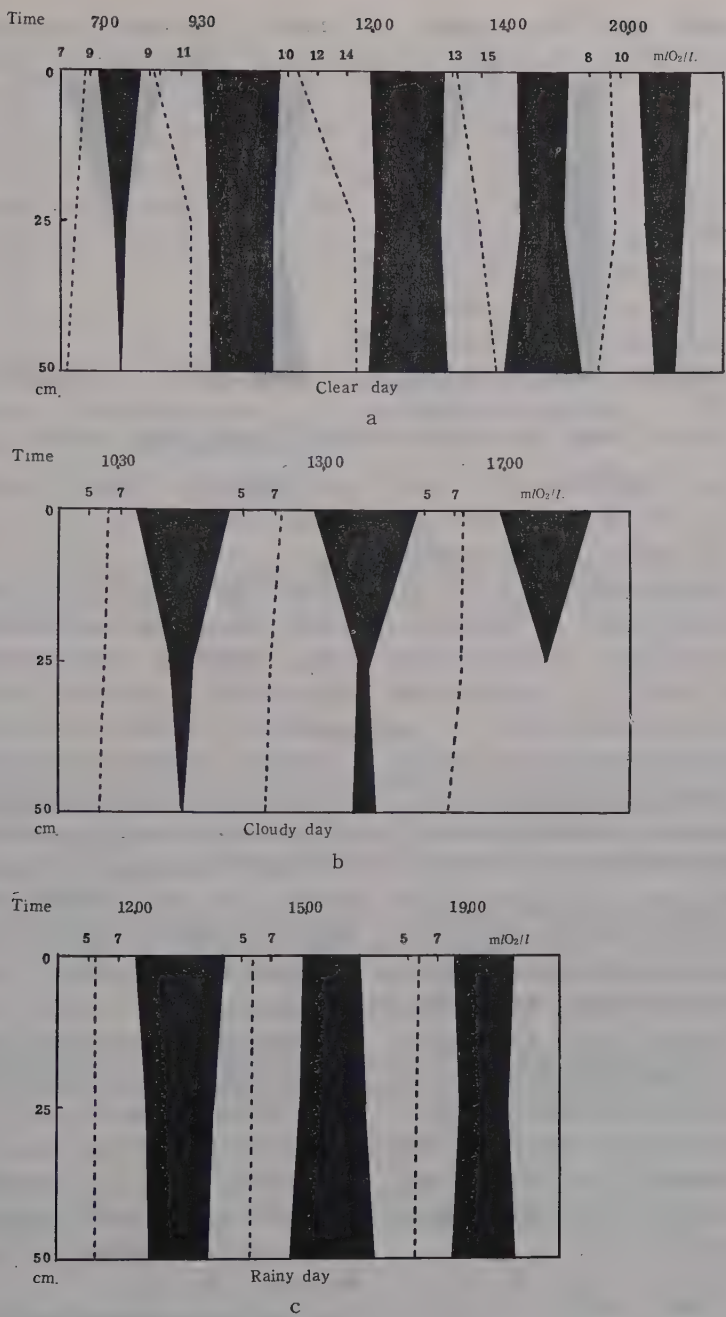 Time 7,00 9,30 12,00 14,00 20,00
7 9 9 11 10 12 14 13 15 8 10 m/O₂/l.
0
25
50
cm.
Clear day
a
Time 10,30 13,00 17,00
5 7 5 7 5 7 m/O₂/l.
0
25
50
cm.
Cloudy day
b
Time 12,00 15,00 19,00
5 7 5 7 5 7 m/O₂/l
0
25
50
cm.
Rainy day
c